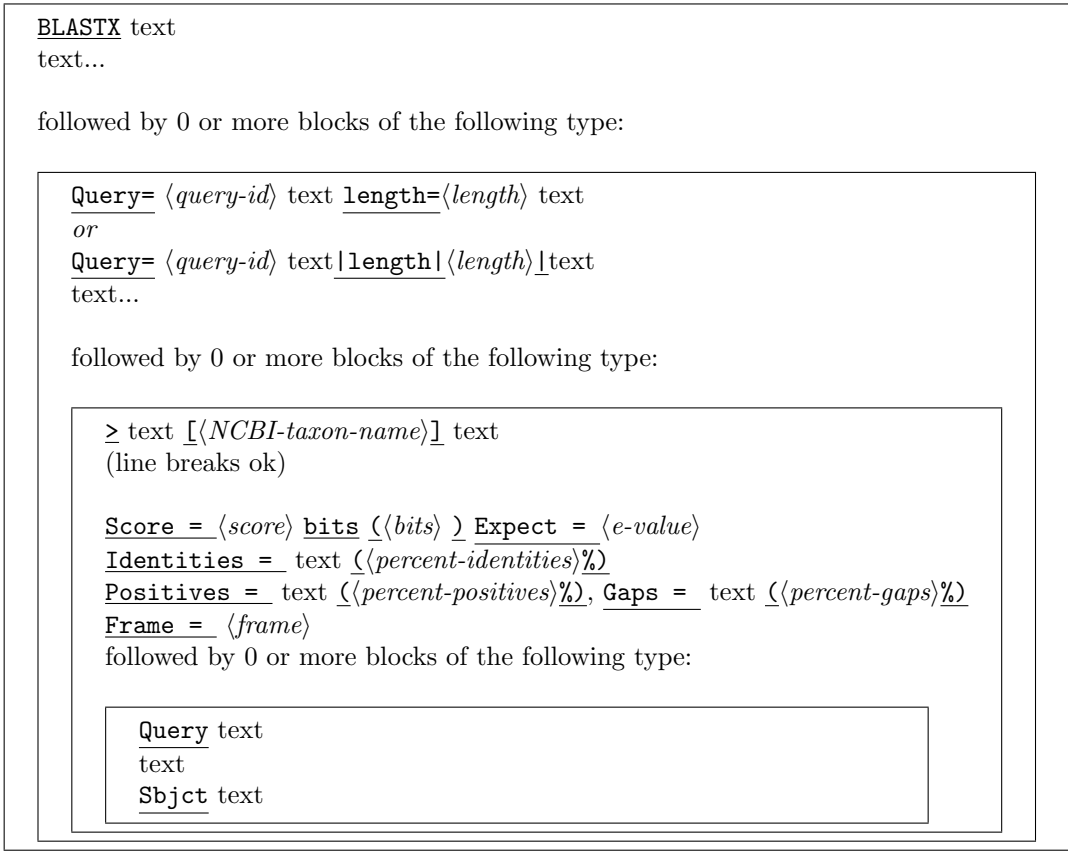 BLASTX text
text...
followed by 0 or more blocks of the following type:
Query= ⟨query-id⟩ text length=⟨length⟩ text
or
Query= ⟨query-id⟩ text|length|⟨length⟩|text
text...
followed by 0 or more blocks of the following type:
> text [⟨NCBI-taxon-name⟩] text
(line breaks ok)
Score = ⟨score⟩ bits (⟨bits⟩ ) Expect = ⟨e-value⟩
Identities = text (⟨percent-identities⟩%)
Positives = text (⟨percent-positives⟩%), Gaps = text (⟨percent-gaps⟩%)
Frame = ⟨frame⟩
followed by 0 or more blocks of the following type:
Query text
text
Sbjct text